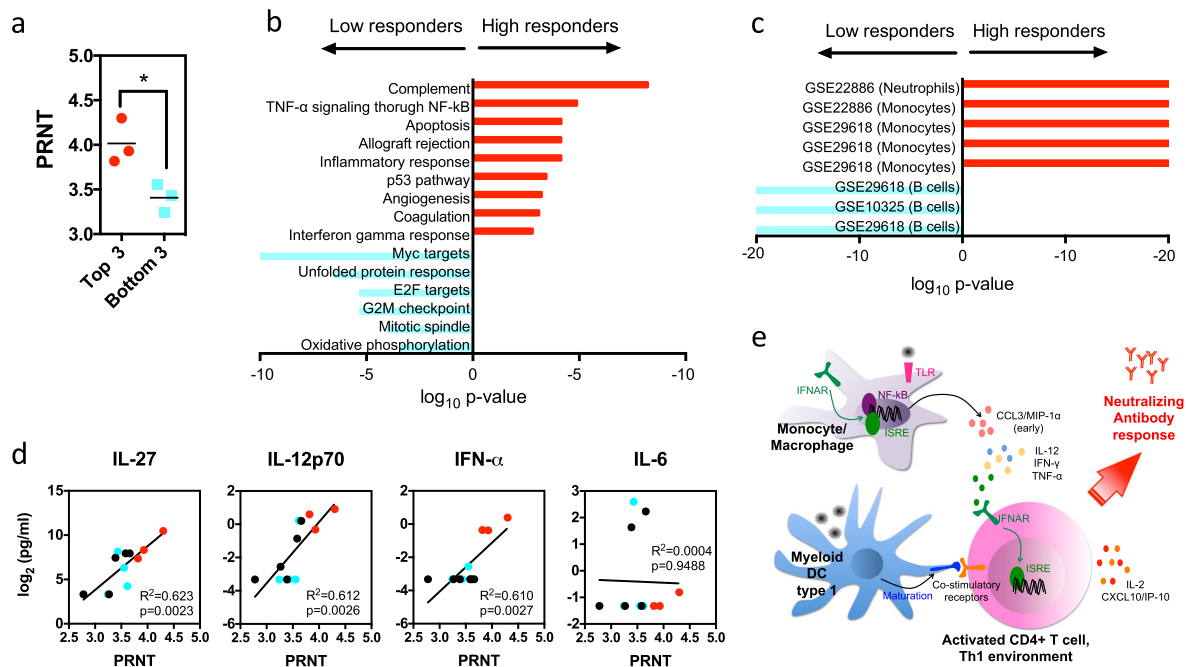 a
PRNT
5.0
4.5
4.0
3.5
3.0
*
Top 3
Bottom 3
b
Low responders
High responders
Complement
TNF-α signaling thorugh NF-kB
Apoptosis
Allograft rejection
Inflammatory response
p53 pathway
Angiogenesis
Coagulation
Interferon gamma response
Myc targets
Unfolded protein response
E2F targets
G2M checkpoint
Mitotic spindle
Oxidative phosphorylation
-10 -5 0 -5 -10
log10 p-value
c
Low responders
High responders
GSE22886 (Neutrophils)
GSE22886 (Monocytes)
GSE29618 (Monocytes)
GSE29618 (Monocytes)
GSE29618 (Monocytes)
GSE29618 (B cells)
GSE10325 (B cells)
GSE29618 (B cells)
-20 -10 0 -10 -20
log10 p-value
d
IL-27
log2 (pg/ml)
15
10
5
0
R²=0.623
p=0.0023
2.5 3.0 3.5 4.0 4.5 5.0
PRNT
IL-12p70
2
0
-2
-4
-6
R²=0.612
p=0.0026
2.5 3.0 3.5 4.0 4.5 5.0
PRNT
IFN-α
2
0
-2
-4
-6
R²=0.610
p=0.0027
2.5 3.0 3.5 4.0 4.5 5.0
PRNT
IL-6
3
2
1
0
-1
-2
R²=0.0004
p=0.9488
2.5 3.0 3.5 4.0 4.5 5.0
PRNT
e
IFNAR
TLR
NF-kB
ISRE
Monocyte/
Macrophage
CCL3/MIP-1α
(early)
IL-12
IFN-γ
TNF-α
Neutralizing
Antibody
response
Myeloid
DC
type 1
Maturation
Co-stimulatory
receptors
IFNAR
ISRE
IL-2
CXCL10/IP-10
Activated CD4+ T cell,
Th1 environment